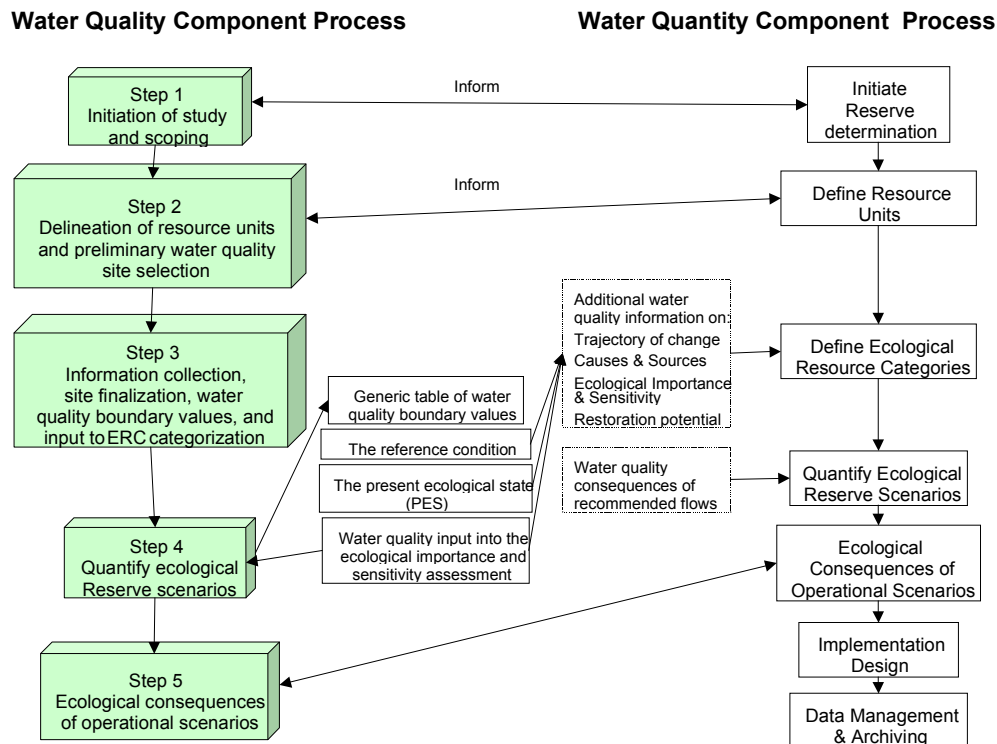 Water Quality Component Process
Water Quantity Component Process
Step 1
Initiation of study
and scoping
Inform
Initiate
Reserve
determination
Step 2
Delineation of resource units
and preliminary water quality
site selection
Inform
Define Resource
Units
Step 3
Information collection,
site finalization, water
quality boundary values, and
input to ERC categorization
Generic table of water
quality boundary values
The reference condition
The present ecological state
(PES)
Water quality input into the
ecological importance and
sensitivity assessment
Additional water
quality information on:
Trajectory of change
Causes & Sources
Ecological Importance
& Sensitivity
Restoration potential
Define Ecological
Resource Categories
Water quality
consequences of
recommended flows
Quantify Ecological
Reserve Scenarios
Step 4
Quantify ecological
Reserve scenarios
Ecological
Consequences of
Operational Scenarios
Step 5
Ecological consequences
of operational scenarios
Implementation
Design
Data Management
& Archiving